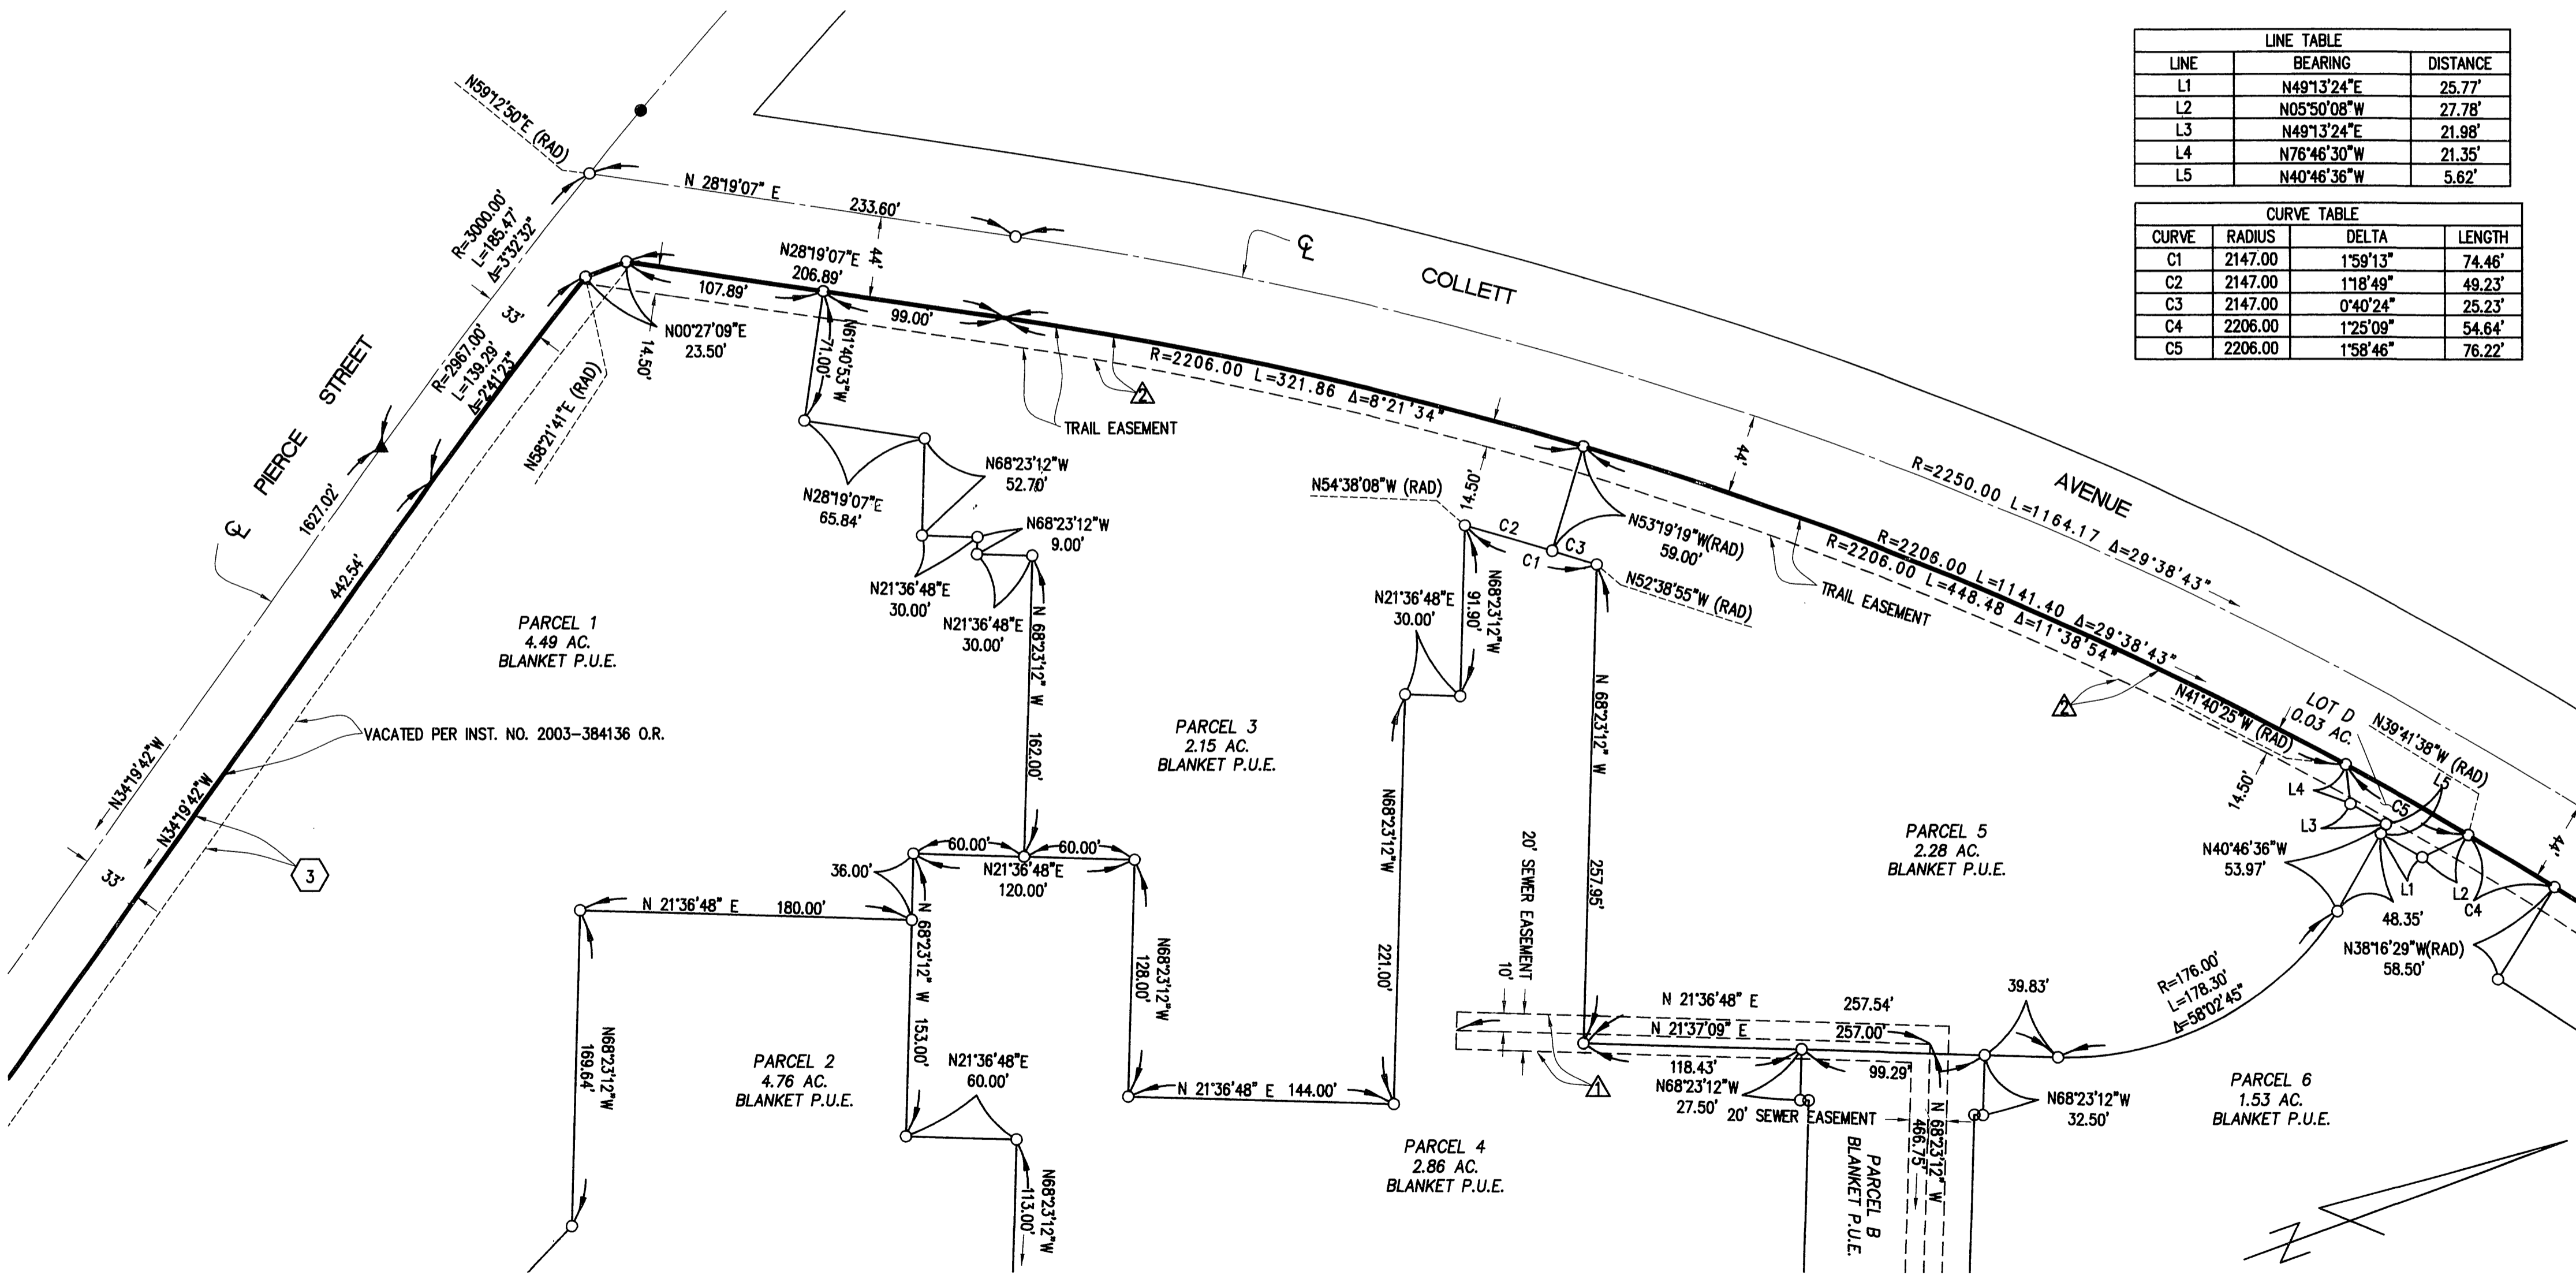 LINE TABLE
LINE BEARING DISTANCE
L1 N49°13'24"E 25.77'
L2 N05°50'08"W 27.78'
L3 N49°13'24"E 21.98'
L4 N76°46'30"W 21.35'
L5 N40°46'36"W 5.62'
CURVE TABLE
CURVE RADIUS DELTA LENGTH
C1 2147.00 1°59'13" 74.46'
C2 2147.00 1°18'49" 49.23'
C3 2147.00 0°40'24" 25.23'
C4 2206.00 1°25'09" 54.64'
C5 2206.00 1°58'46" 76.22'
N59°12'50"E (RAD)
N 28°19'07" E
233.60'
R=3000.00'
L=185.47'
Δ=3°32'32"
33'
R=2967.00'
L=139.29'
Δ=2°41'23"
N58°21'41"E (RAD)
14.50'
N00°27'09"E
23.50'
N28°19'07"E
206.89'
44'
107.89'
99.00'
N61°40'53"W
71.00'
℄
COLLETT
AVENUE
R=2206.00 L=321.86 Δ=8°21'34"
2
TRAIL EASEMENT
PIERCE STREET
℄
1627.02'
442.54'
N34°19'42"W
N34°19'42"W
33'
3
VACATED PER INST. NO. 2003-384136 O.R.
PARCEL 1
4.49 AC.
BLANKET P.U.E.
N28°19'07"E
65.84'
N68°23'12"W
52.70'
N68°23'12"W
9.00'
N21°36'48"E
30.00'
N21°36'48"E
30.00'
N 68°23'12" W 162.00'
PARCEL 3
2.15 AC.
BLANKET P.U.E.
N54°38'08"W (RAD)
14.50'
C2
C3
C1
N53°19'19"W(RAD)
59.00'
N52°38'55"W (RAD)
N21°36'48"E
30.00'
N68°23'12"W
91.90'
44'
R=2250.00 L=1164.17 Δ=29°38'43"
R=2206.00 L=1141.40 Δ=29°38'43"
R=2206.00 L=448.48 Δ=11°38'54"
TRAIL EASEMENT
2
N41°40'25"W (RAD)
LOT D
0.03 AC.
N39°41'38"W (RAD)
14.50'
L4
L3
C5
L5
44'
L1
L2
C4
N40°46'36"W
53.97'
48.35'
N38°16'29"W(RAD)
58.50'
R=176.00'
L=178.30'
Δ=58°02'45"
PARCEL 5
2.28 AC.
BLANKET P.U.E.
N 68°23'12" W
257.95'
N68°23'12"W
221.00'
20' SEWER EASEMENT
10'
60.00'
60.00'
N21°36'48"E
120.00'
36.00'
N 21°36'48" E 180.00'
N 68°23'12" W 153.00'
N68°23'12"W
169.64'
N68°23'12"W
128.00'
PARCEL 2
4.76 AC.
BLANKET P.U.E.
N21°36'48"E
60.00'
N68°23'12"W
113.00'
N 21°36'48" E 144.00'
PARCEL 4
2.86 AC.
BLANKET P.U.E.
N 21°36'48" E 257.54'
N 21°37'09" E 257.00'
39.83'
118.43'
99.29'
1
N68°23'12"W
27.50'
20' SEWER EASEMENT
N 68°23'12" W
466.75'
PARCEL B
BLANKET P.U.E.
N68°23'12"W
32.50'
PARCEL 6
1.53 AC.
BLANKET P.U.E.